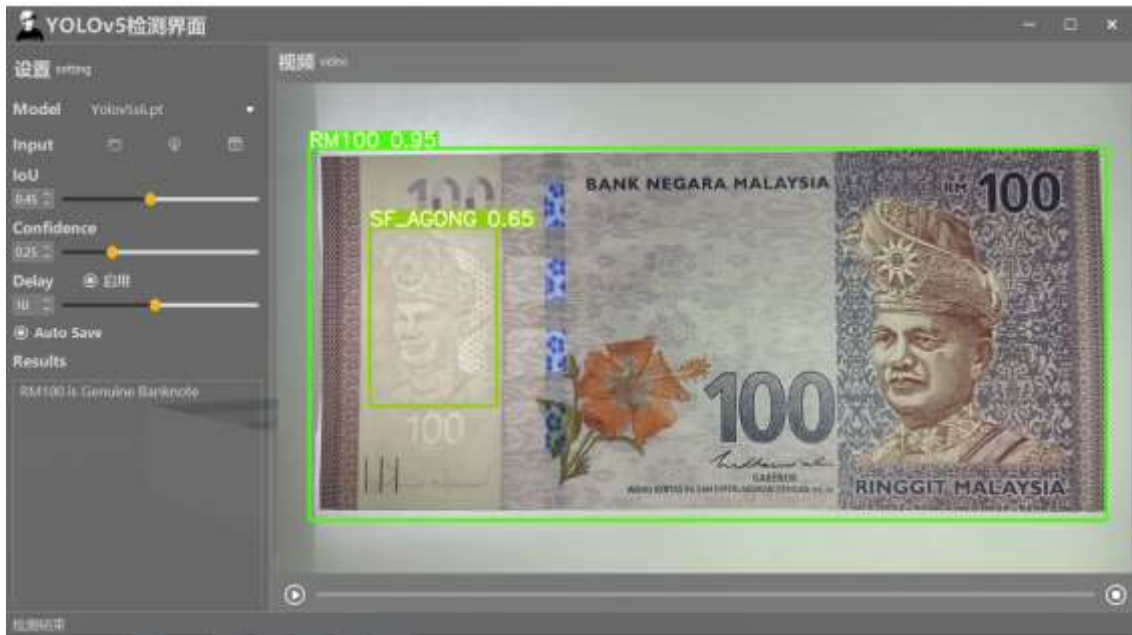 YOLOv5检测界面
设置 setting
Model
Input
IoU
0.45
Confidence
0.25
Delay 启用
10
Auto Save
Results
RM100 is Genuine Banknote
视频 video
RM100 0.95
100
BANK NEGARA MALAYSIA
RM 100
SF_AGONG 0.65
100
100
GABENOR
RINGGIT MALAYSIA
检测结束